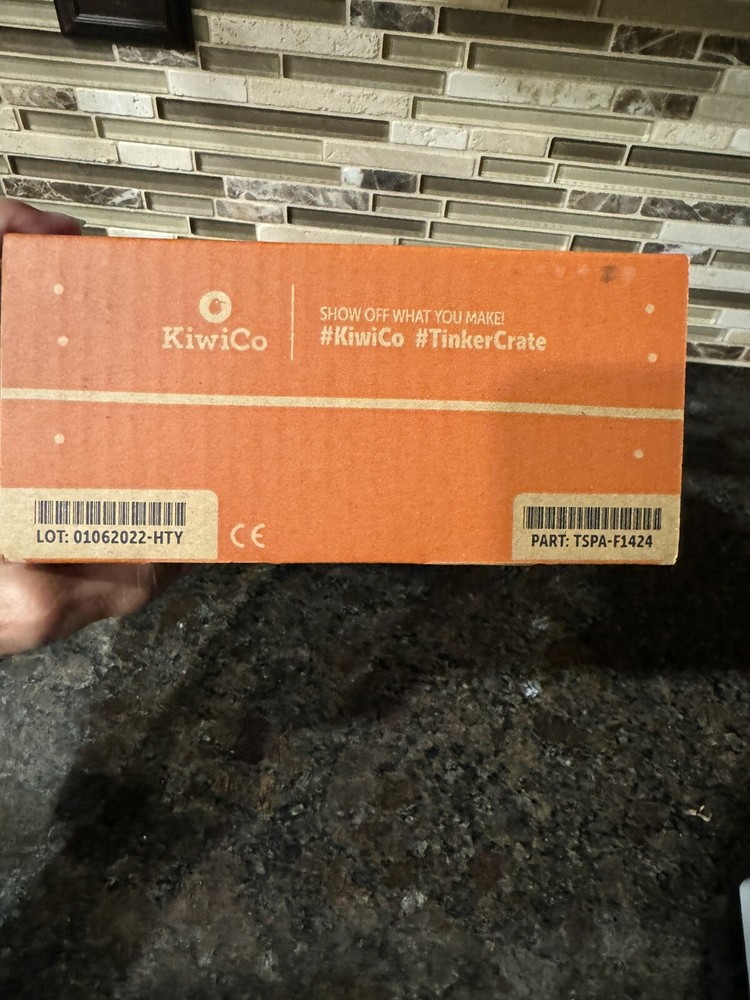 KiwiCo
SHOW OFF WHAT YOU MAKE!
#KiwiCo #TinkerCrate
LOT: 01062022-HTY
CE
PART: TSPA-F1424